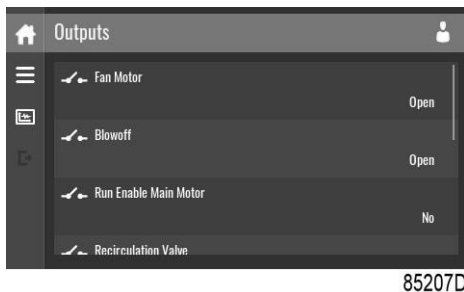 Outputs
Fan Motor
Open
Blowoff
Open
Run Enable Main Motor
No
Recirculation Valve
85207D